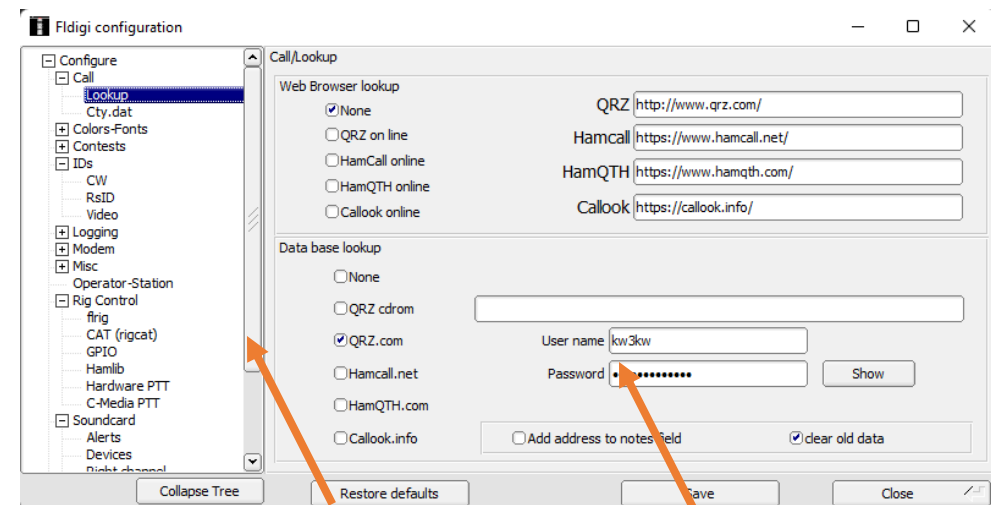 Fldigi configuration
Configure
Call
Lookup
Cty.dat
Colors-Fonts
Contests
IDs
CW
RsID
Video
Logging
Modem
Misc
Operator-Station
Rig Control
flrig
CAT (rigcat)
GPIO
Hamlib
Hardware PTT
C-Media PTT
Soundcard
Alerts
Devices
Right channel
Collapse Tree
Call/Lookup
Web Browser lookup
None
QRZ http://www.qrz.com/
QRZ on line
Hamcall https://www.hamcall.net/
HamCall online
HamQTH https://www.hamqth.com/
HamQTH online
Callook https://callook.info/
Callook online
Data base lookup
None
QRZ cdrom
QRZ.com User name kw3kw
Hamcall.net Password Show
HamQTH.com
Callook.info Add address to notes field clear old data
Restore defaults Save Close